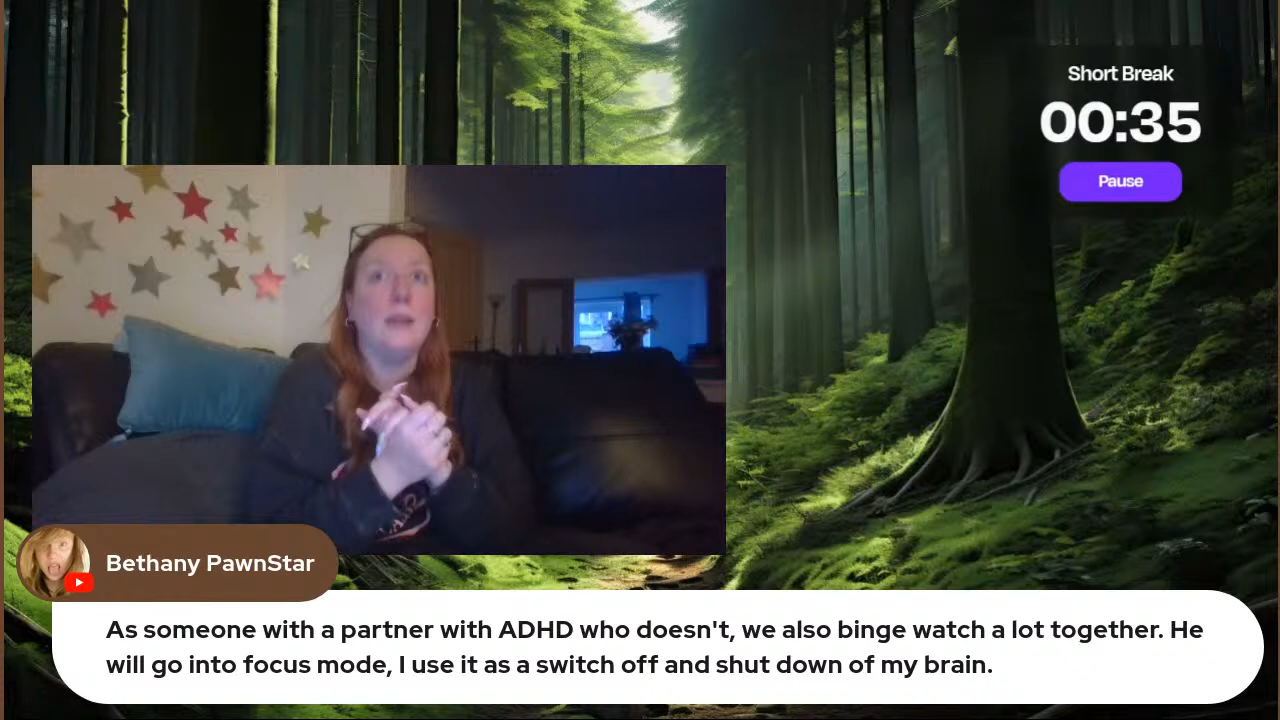 Short Break
00:35
Pause
Bethany PawnStar
As someone with a partner with ADHD who doesn't, we also binge watch a lot together. He
will go into focus mode, I use it as a switch off and shut down of my brain.